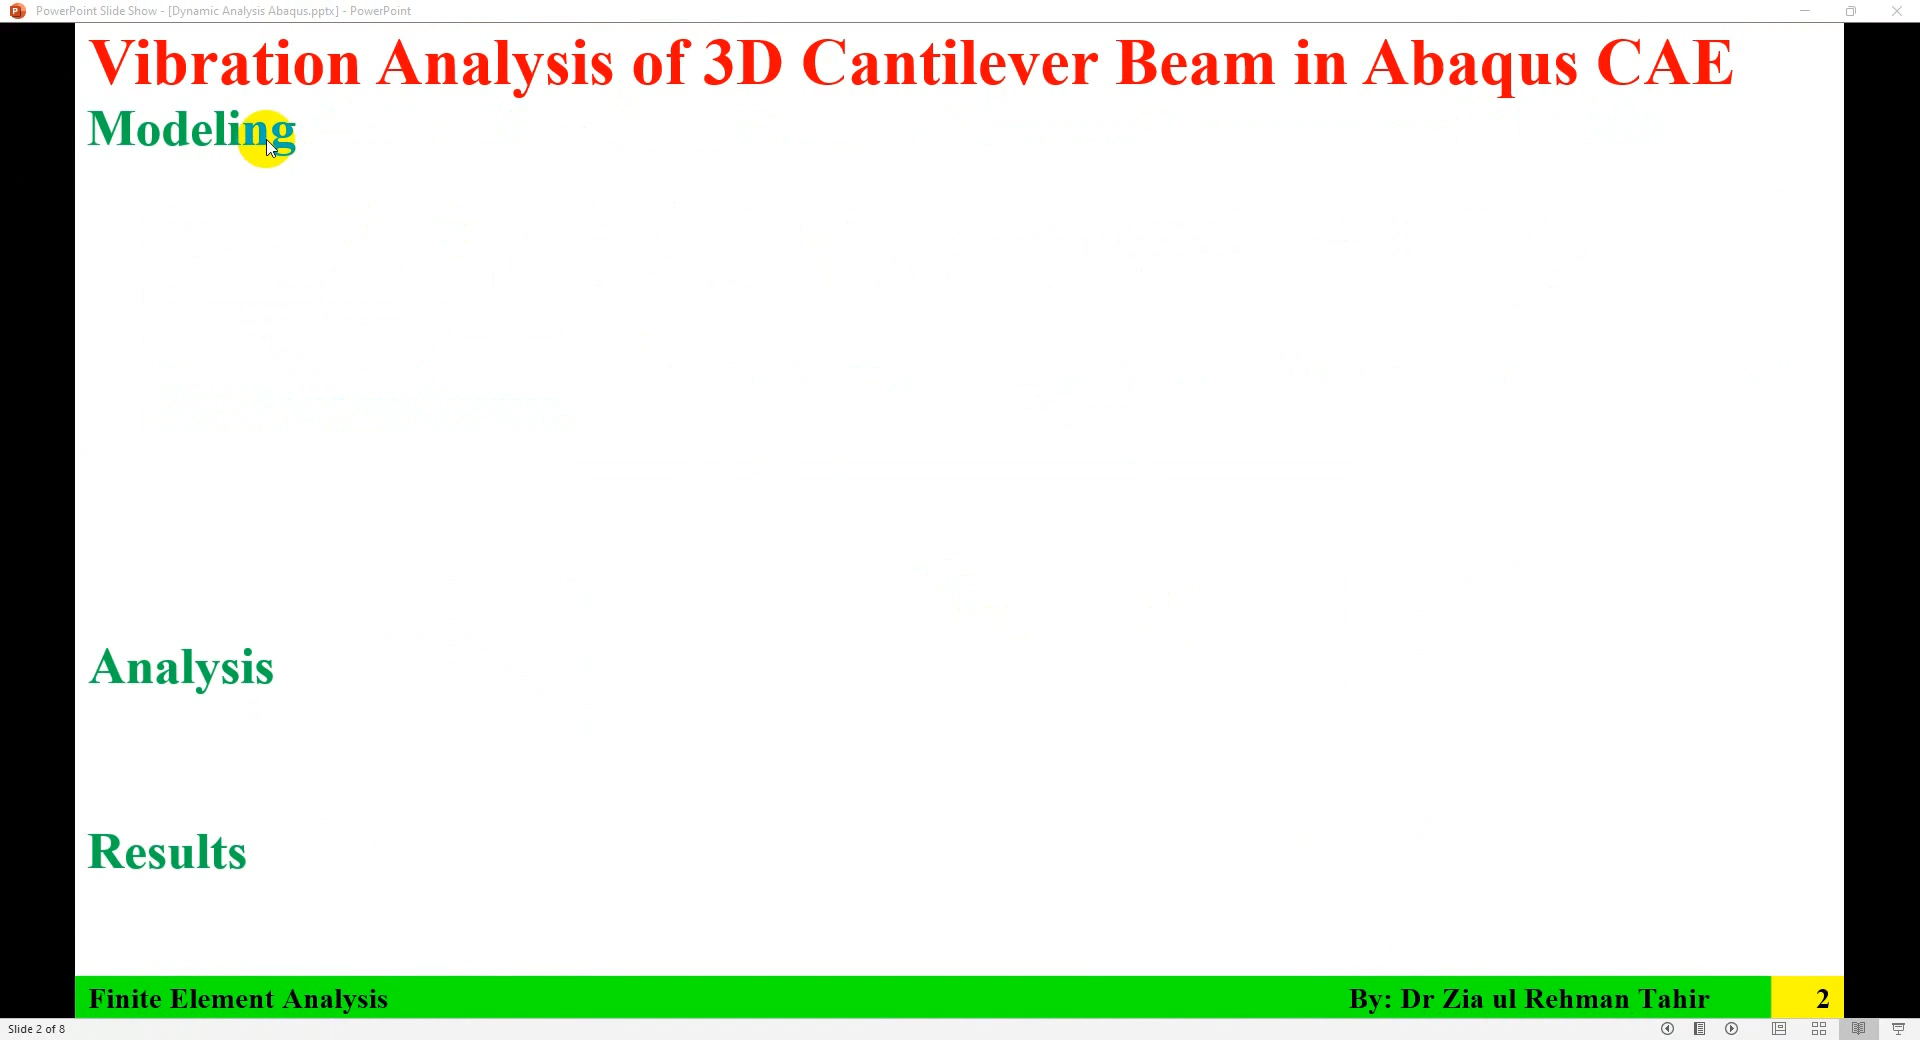 PowerPoint Slide Show - [Dynamic Analysis Abaqus.pptx] - PowerPoint
Vibration Analysis of 3D Cantilever Beam in Abaqus CAE
Modeling
Analysis
Results
Finite Element Analysis
By: Dr Zia ul Rehman Tahir
2
Slide 2 of 8